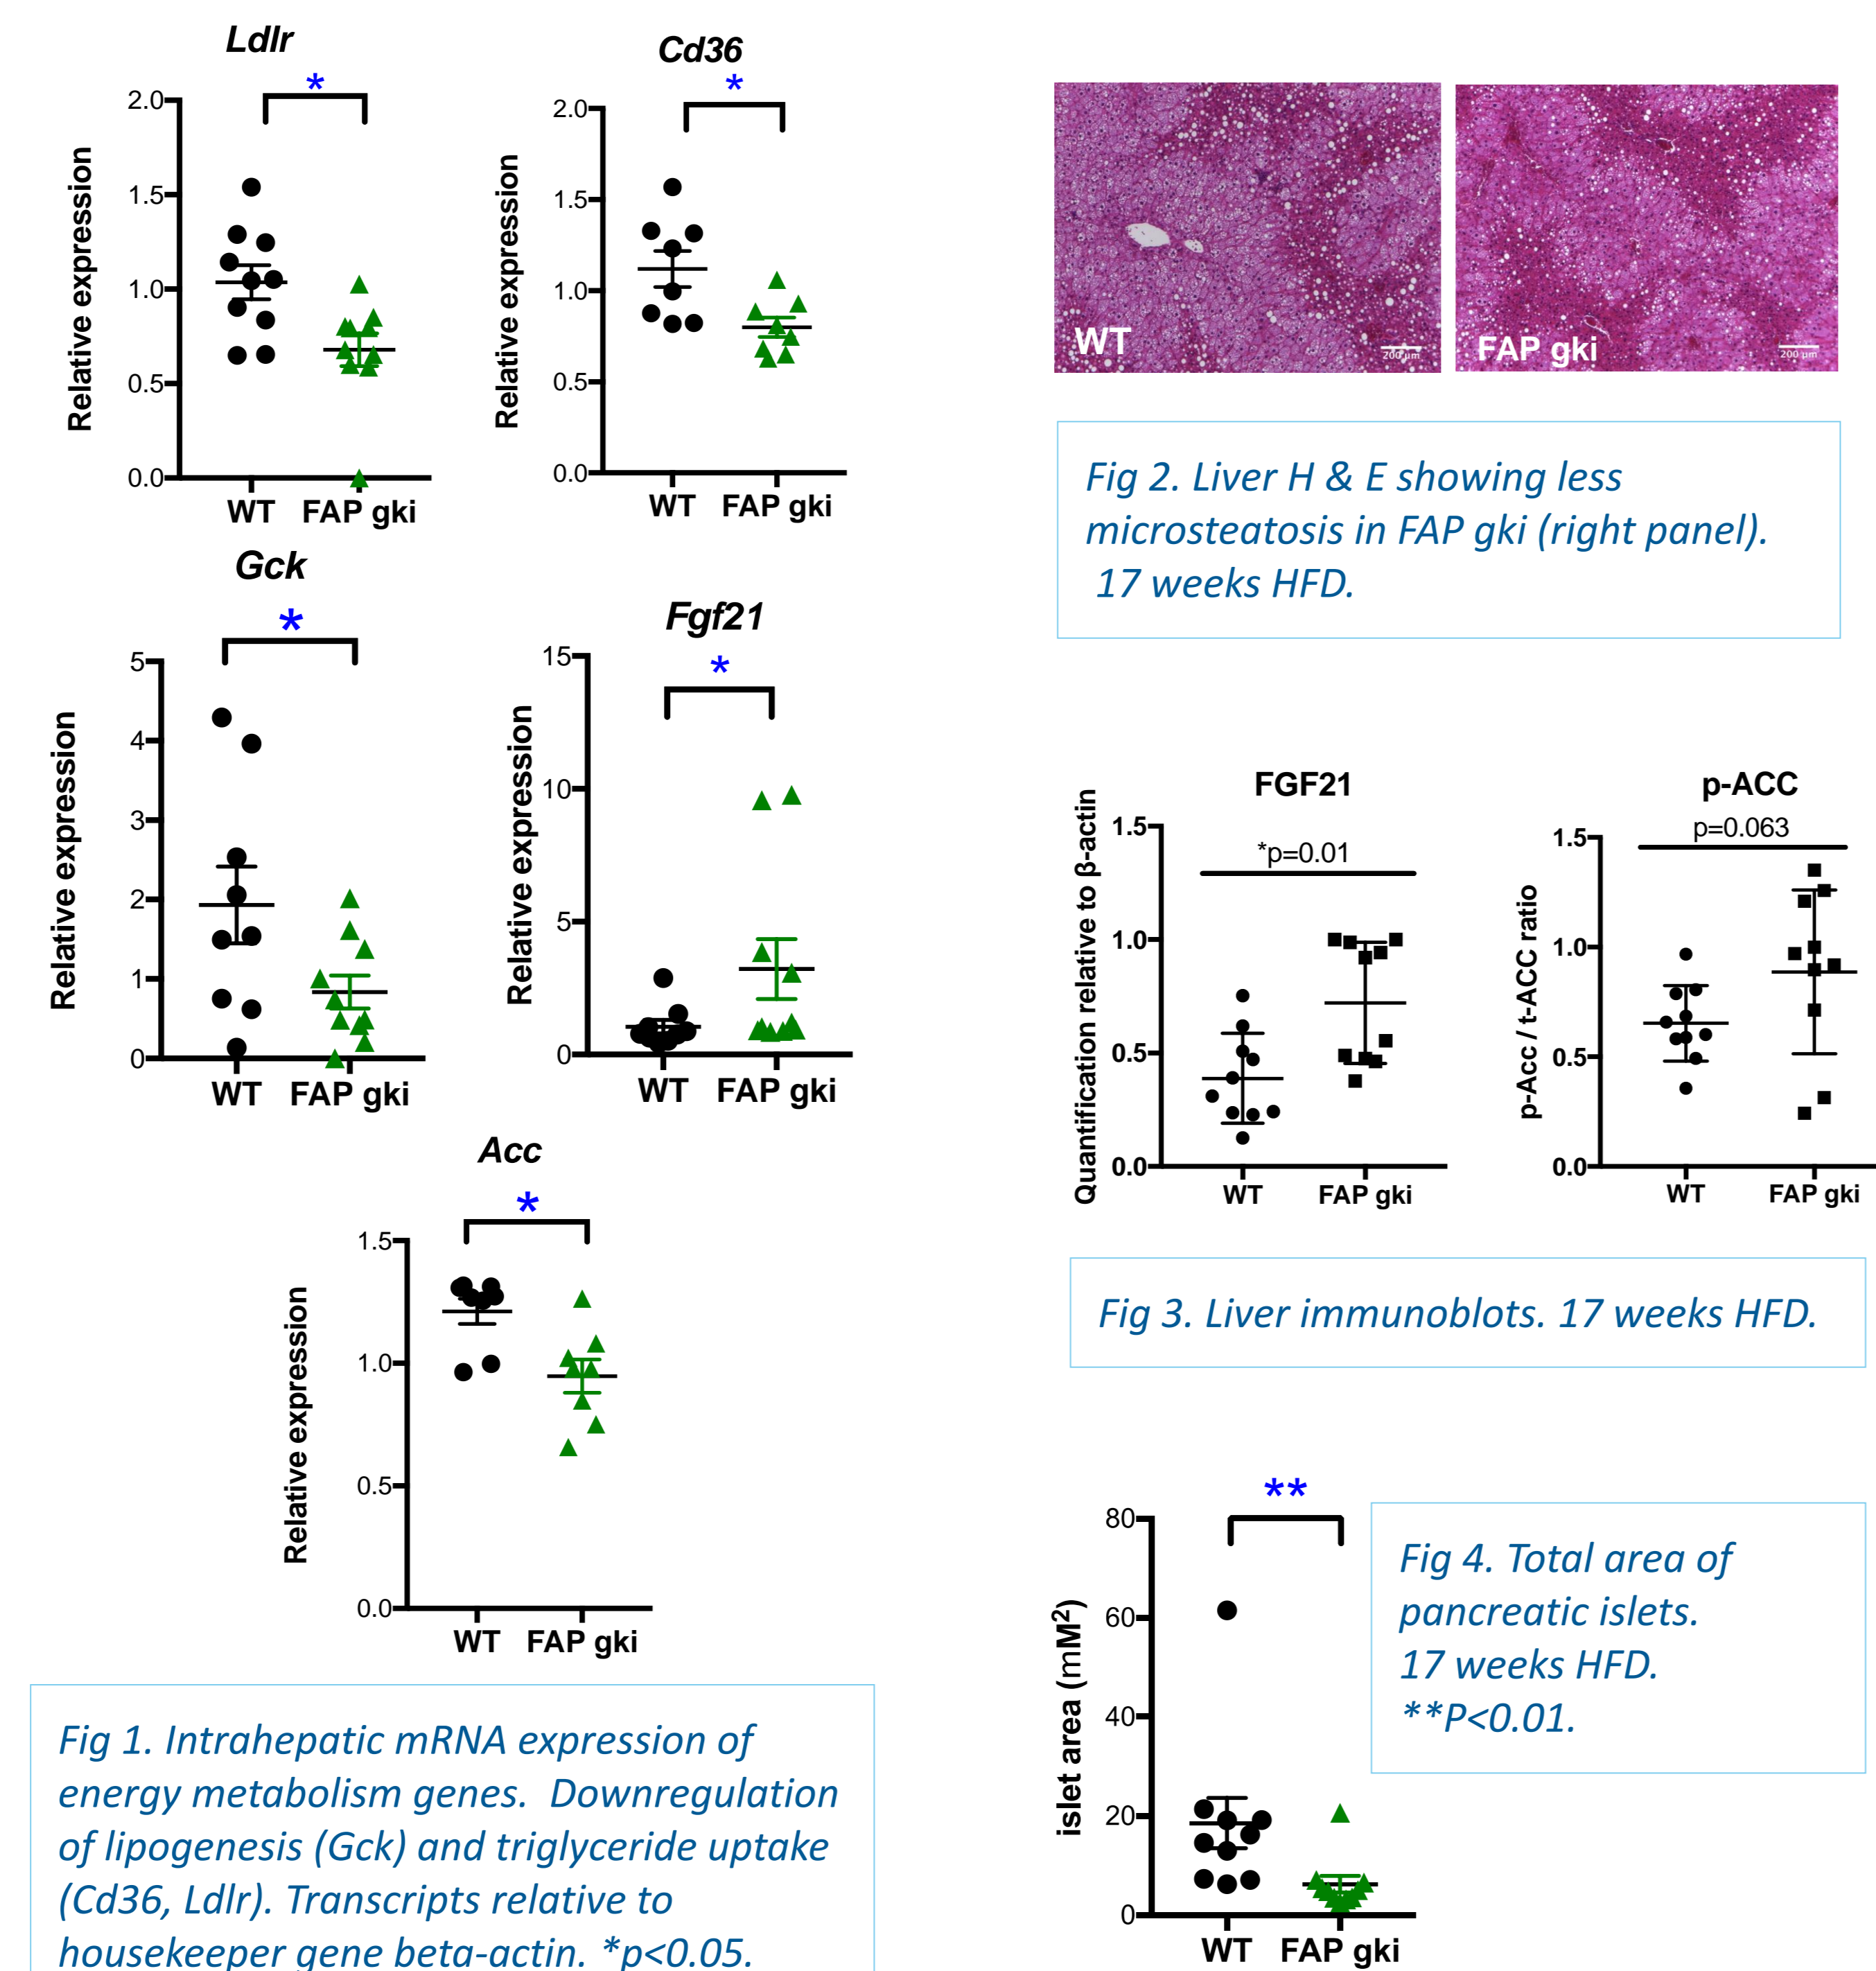 Ldlr
*
Relative expression
2.0
1.5
1.0
0.5
0.0
WT FAP gki
Cd36
*
Relative expression
2.0
1.5
1.0
0.5
0.0
WT FAP gki
Gck
*
Relative expression
5
4
3
2
1
0
WT FAP gki
Fgf21
*
Relative expression
15
10
5
0
WT FAP gki
Acc
*
Relative expression
1.5
1.0
0.5
0.0
WT FAP gki
Fig 1. Intrahepatic mRNA expression of
energy metabolism genes. Downregulation
of lipogenesis (Gck) and triglyceride uptake
(Cd36, Ldlr). Transcripts relative to
housekeeper gene beta-actin. *p<0.05.
WT
200 µm
FAP gki
200 µm
Fig 2. Liver H & E showing less
microsteatosis in FAP gki (right panel).
17 weeks HFD.
FGF21
*p=0.01
Quantification relative to β-actin
1.5
1.0
0.5
0.0
WT FAP gki
p-ACC
p=0.063
p-Acc / t-ACC ratio
1.5
1.0
0.5
0.0
WT FAP gki
Fig 3. Liver immunoblots. 17 weeks HFD.
**
islet area (mM²)
80
60
40
20
0
WT FAP gki
Fig 4. Total area of
pancreatic islets.
17 weeks HFD.
**P<0.01.